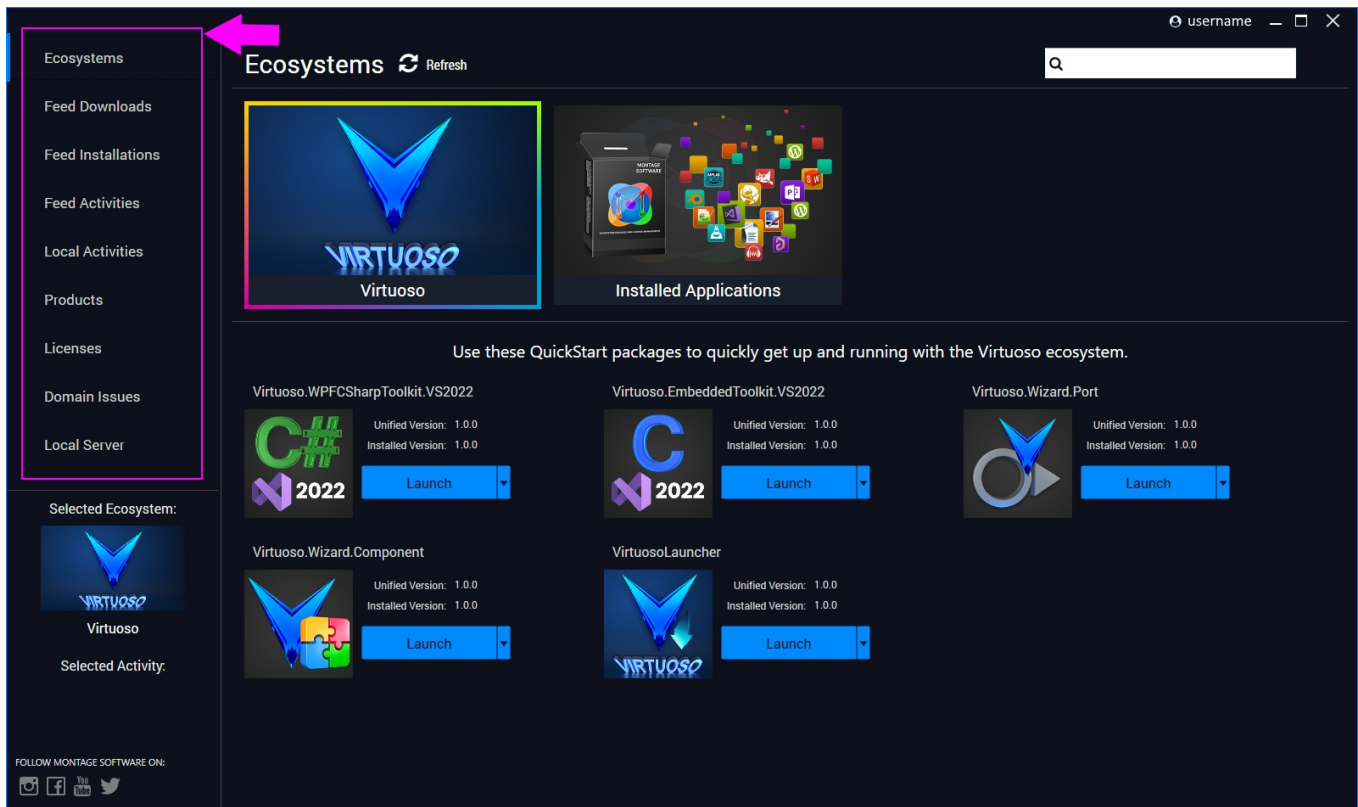 username
Ecosystems
Feed Downloads
Feed Installations
Feed Activities
Local Activities
Products
Licenses
Domain Issues
Local Server
Selected Ecosystem:
VIRTUOSO
Virtuoso
Selected Activity:
FOLLOW MONTAGE SOFTWARE ON:
You
Tube
Ecosystems Refresh
VIRTUOSO
Virtuoso
MONTAGE
SOFTWARE
Installed Applications
Use these QuickStart packages to quickly get up and running with the Virtuoso ecosystem.
Virtuoso.WPFCSharpToolkit.VS2022
C#
2022
Unified Version: 1.0.0
Installed Version: 1.0.0
Launch
Virtuoso.EmbeddedToolkit.VS2022
C
2022
Unified Version: 1.0.0
Installed Version: 1.0.0
Launch
Virtuoso.Wizard.Port
Unified Version: 1.0.0
Installed Version: 1.0.0
Launch
Virtuoso.Wizard.Component
Unified Version: 1.0.0
Installed Version: 1.0.0
Launch
VirtuosoLauncher
VIRTUOSO
Unified Version: 1.0.0
Installed Version: 1.0.0
Launch